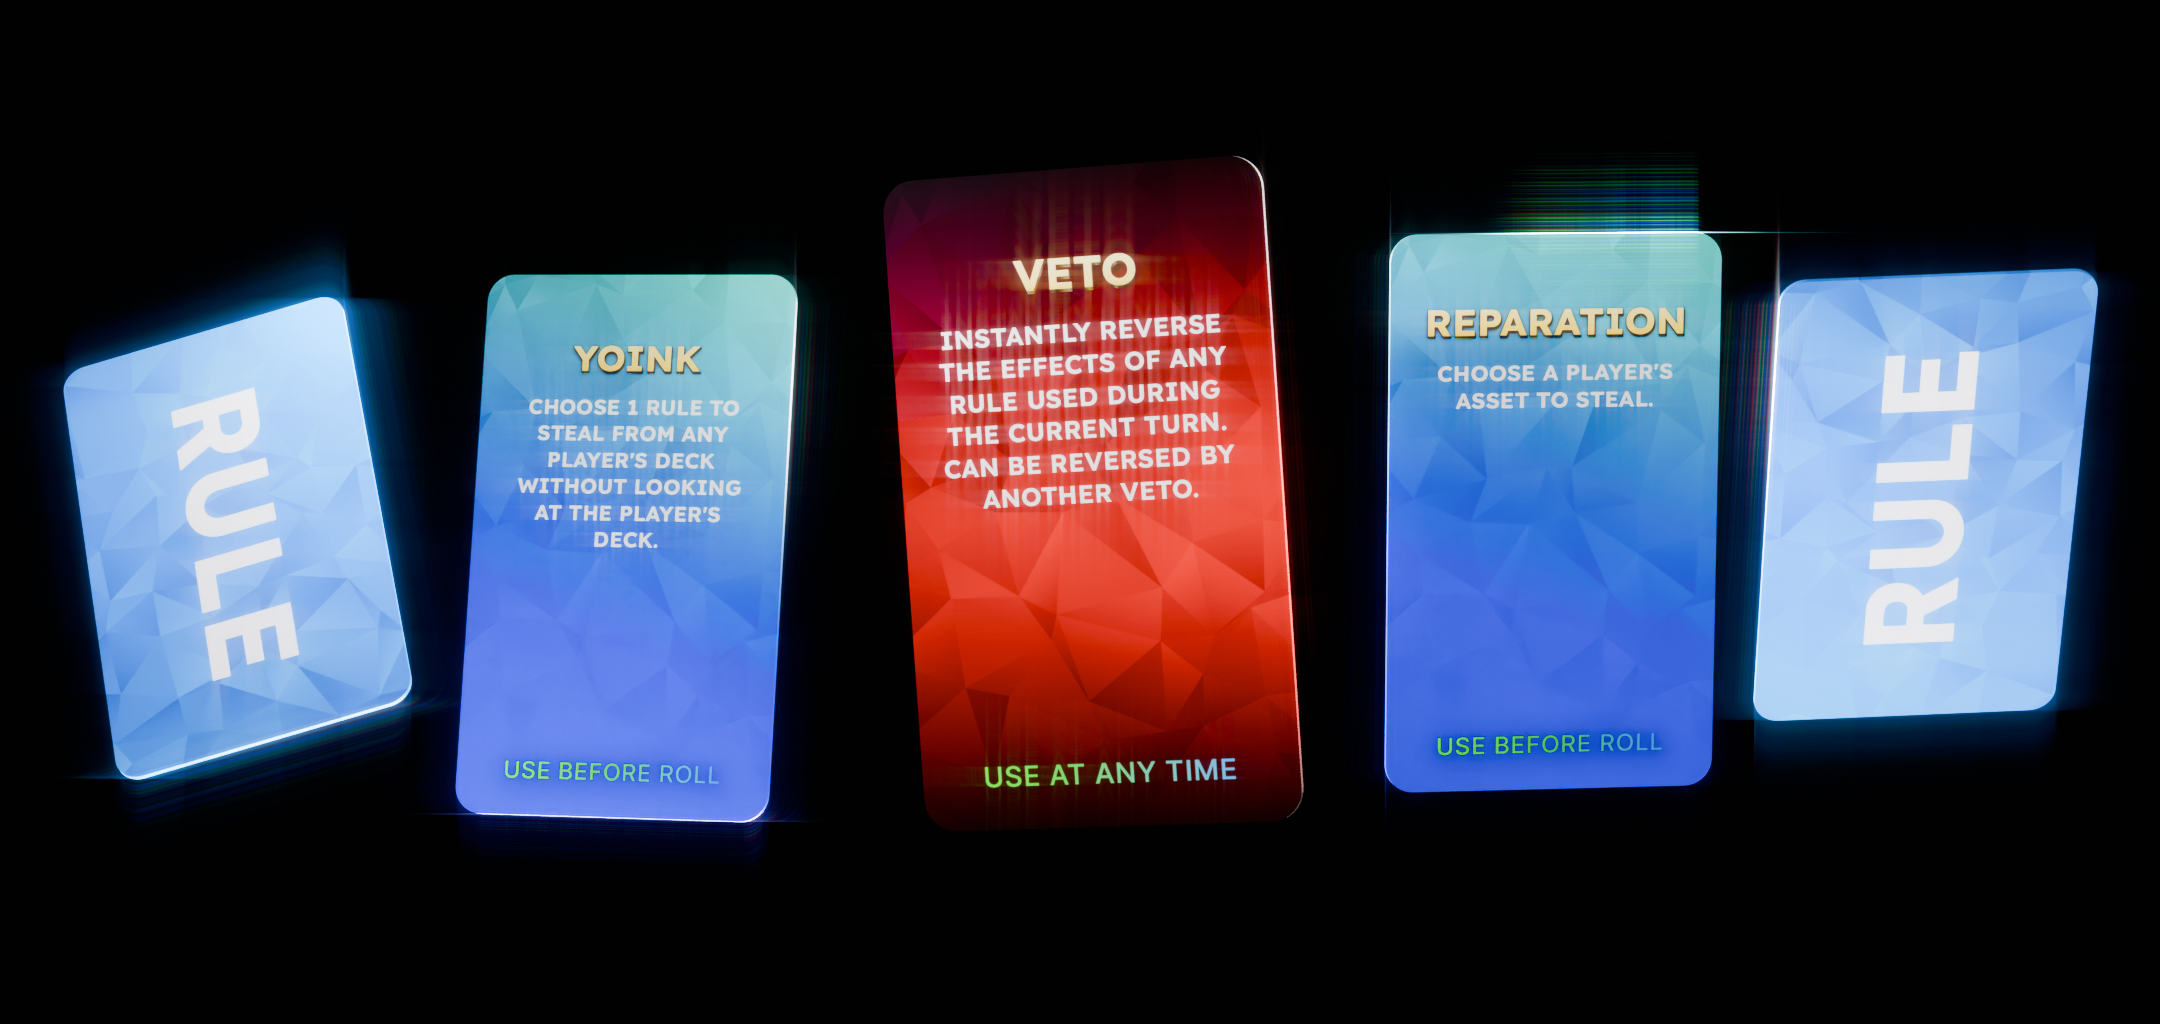 RULE
YOINK
CHOOSE 1 RULE TO
STEAL FROM ANY
PLAYER'S DECK
WITHOUT LOOKING
AT THE PLAYER'S
DECK.
USE BEFORE ROLL
VETO
INSTANTLY REVERSE
THE EFFECTS OF ANY
RULE USED DURING
THE CURRENT TURN.
CAN BE REVERSED BY
ANOTHER VETO.
USE AT ANY TIME
REPARATION
CHOOSE A PLAYER'S
ASSET TO STEAL.
USE BEFORE ROLL
RULE